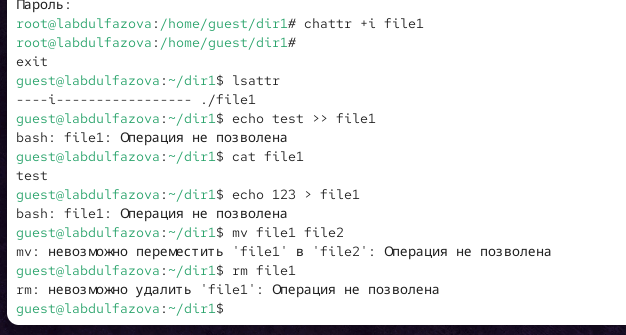 Пароль:
root@labdulfazova:/home/guest/dir1# chattr +i file1
root@labdulfazova:/home/guest/dir1#
exit
guest@labdulfazova:~/dir1$ lsattr
----i----------------- ./file1
guest@labdulfazova:~/dir1$ echo test >> file1
bash: file1: Операция не позволена
guest@labdulfazova:~/dir1$ cat file1
test
guest@labdulfazova:~/dir1$ echo 123 > file1
bash: file1: Операция не позволена
guest@labdulfazova:~/dir1$ mv file1 file2
mv: невозможно переместить 'file1' в 'file2': Операция не позволена
guest@labdulfazova:~/dir1$ rm file1
rm: невозможно удалить 'file1': Операция не позволена
guest@labdulfazova:~/dir1$